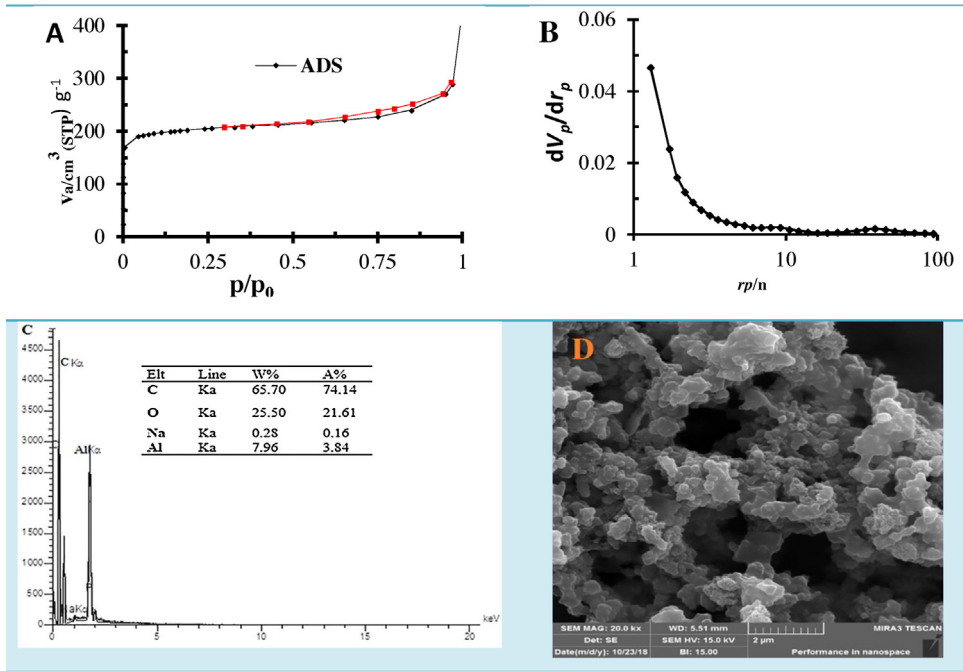 A
B
400
300
200
100
0
Va/cm³ (STP) g⁻¹
ADS
0
0.25
0.5
0.75
1
p/p₀
0.06
0.04
0.02
0
dVₚ/drₚ
1
10
100
rp/n
C
4500
4000
3500
3000
2500
2000
1500
1000
500
0
C Kα
AlKα
aKα
0
5
10
15
20
keV
Elt Line W% A%
C Ka 65.70 74.14
O Ka 25.50 21.61
Na Ka 0.28 0.16
Al Ka 7.96 3.84
D
SEM MAG: 20.0 kx WD: 5.51 mm MIRA3 TESCAN
Det: SE SEM HV: 15.0 kV 2 µm
Date(m/d/y): 10/23/18 BI: 15.00 Performance in nanospace